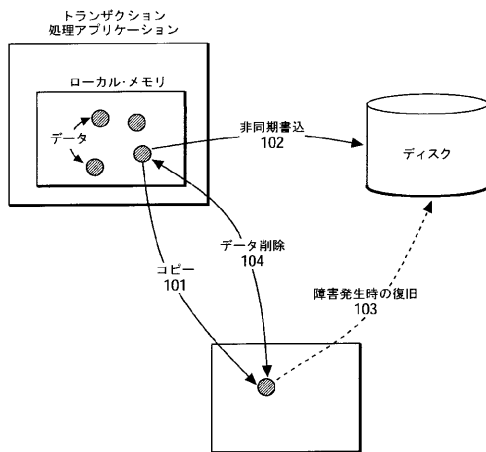 トランザクション
処理アプリケーション
ローカル・メモリ
データ
非同期書込
102
ディスク
データ削除
104
コピー
101
障害発生時の復旧
103